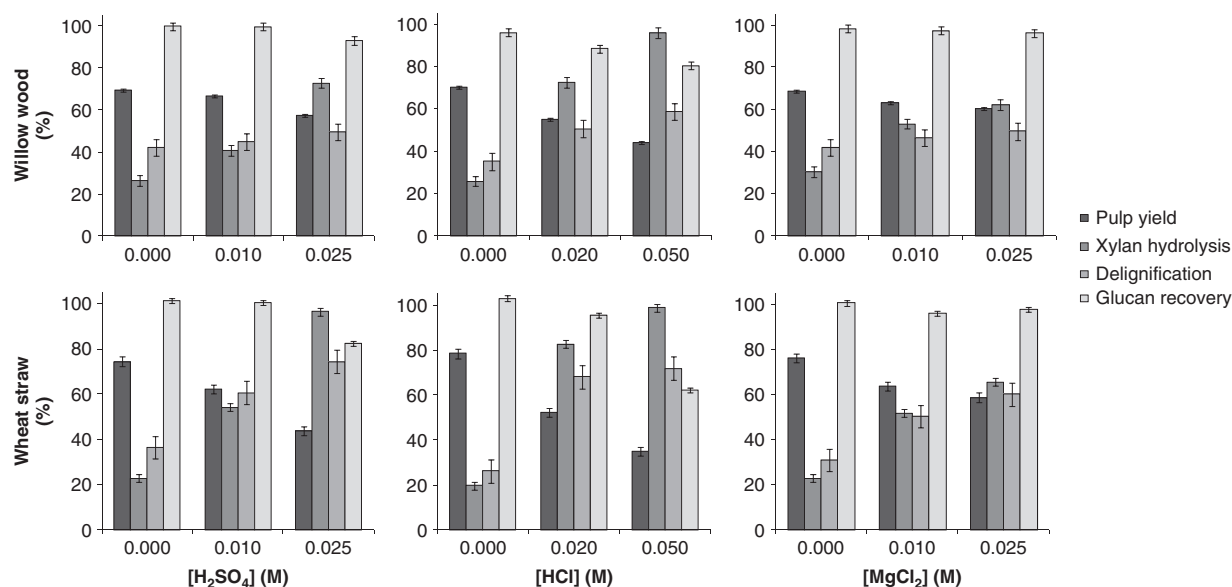 Willow wood
(%)
100
80
60
40
20
0
0.000 0.010 0.025
100
80
60
40
20
0
0.000 0.020 0.050
100
80
60
40
20
0
0.000 0.010 0.025
Pulp yield
Xylan hydrolysis
Delignification
Glucan recovery
Wheat straw
(%)
100
80
60
40
20
0
0.000 0.010 0.025
[H₂SO₄] (M)
100
80
60
40
20
0
0.000 0.020 0.050
[HCl] (M)
100
80
60
40
20
0
0.000 0.010 0.025
[MgCl₂] (M)